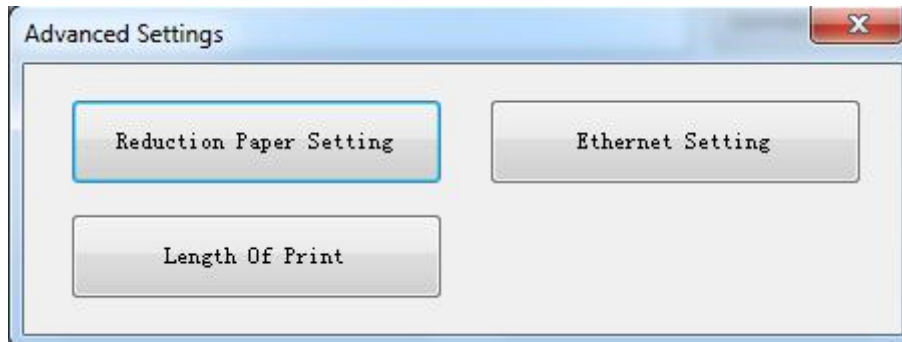 Advanced Settings
Reduction Paper Setting
Ethernet Setting
Length Of Print